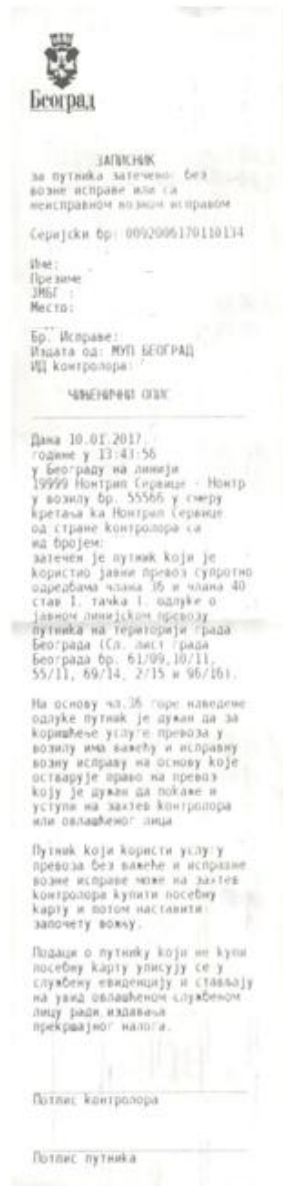 Београд
ЗАПИСНИК
за путника затеченог без
возне исправе или са
неисправном возном исправом
Серијски бр: 0092006170110134
Име:
Презиме
ЈМБГ :
Место:
Бр. Исправе:
Издата од: МУП БЕОГРАД
ИД контролора:
ЧИЊЕНИЧНИ ОПИС
Дана 10.01.2017.
године у 13:43:56
у Београду на линији
19999 Нонтрип Сервице - Нонтр
у возилу бр. 55566 у смеру
кретања ка Нонтрип Сервице
од стране контролора са
ид бројем:
затечен је путник који је
користио јавни превоз супротно
одредбама члана 36 и члана 40
став 1. тачка 1. одлуке о
јавном линијском превозу
путника на територији града
Београда (Сл. лист града
Београда бр. 61/09,10/11,
55/11, 69/14, 2/15 и 96/16).
На основу чл.36 горе наведене
одлуке путник је дужан да за
коришћење услуге превоза у
возилу има важећу и исправну
возну исправу на основу које
остварује право на превоз
коју је дужан да покаже и
уступи на захтев контролора
или овлашћеног лица
Путник који користи услугу
превоза без важеће и исправне
возне исправе може на захтев
контролора купити посебну
карту и потом наставити
започету вожњу.
Подаци о путнику који не купи
посебну карту уписују се у
службену евиденцију и стављају
на увид овлашћеном службеном
лицу ради издавања
прекршајног налога.
Потпис контролора
Потпис путника